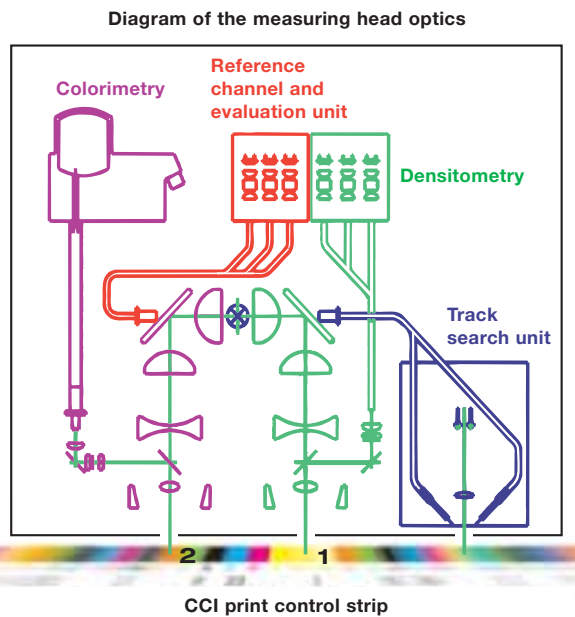 Diagram of the measuring head optics
Reference
channel and
evaluation unit
Colorimetry
Densitometry
Track
search unit
2
1
CCI print control strip